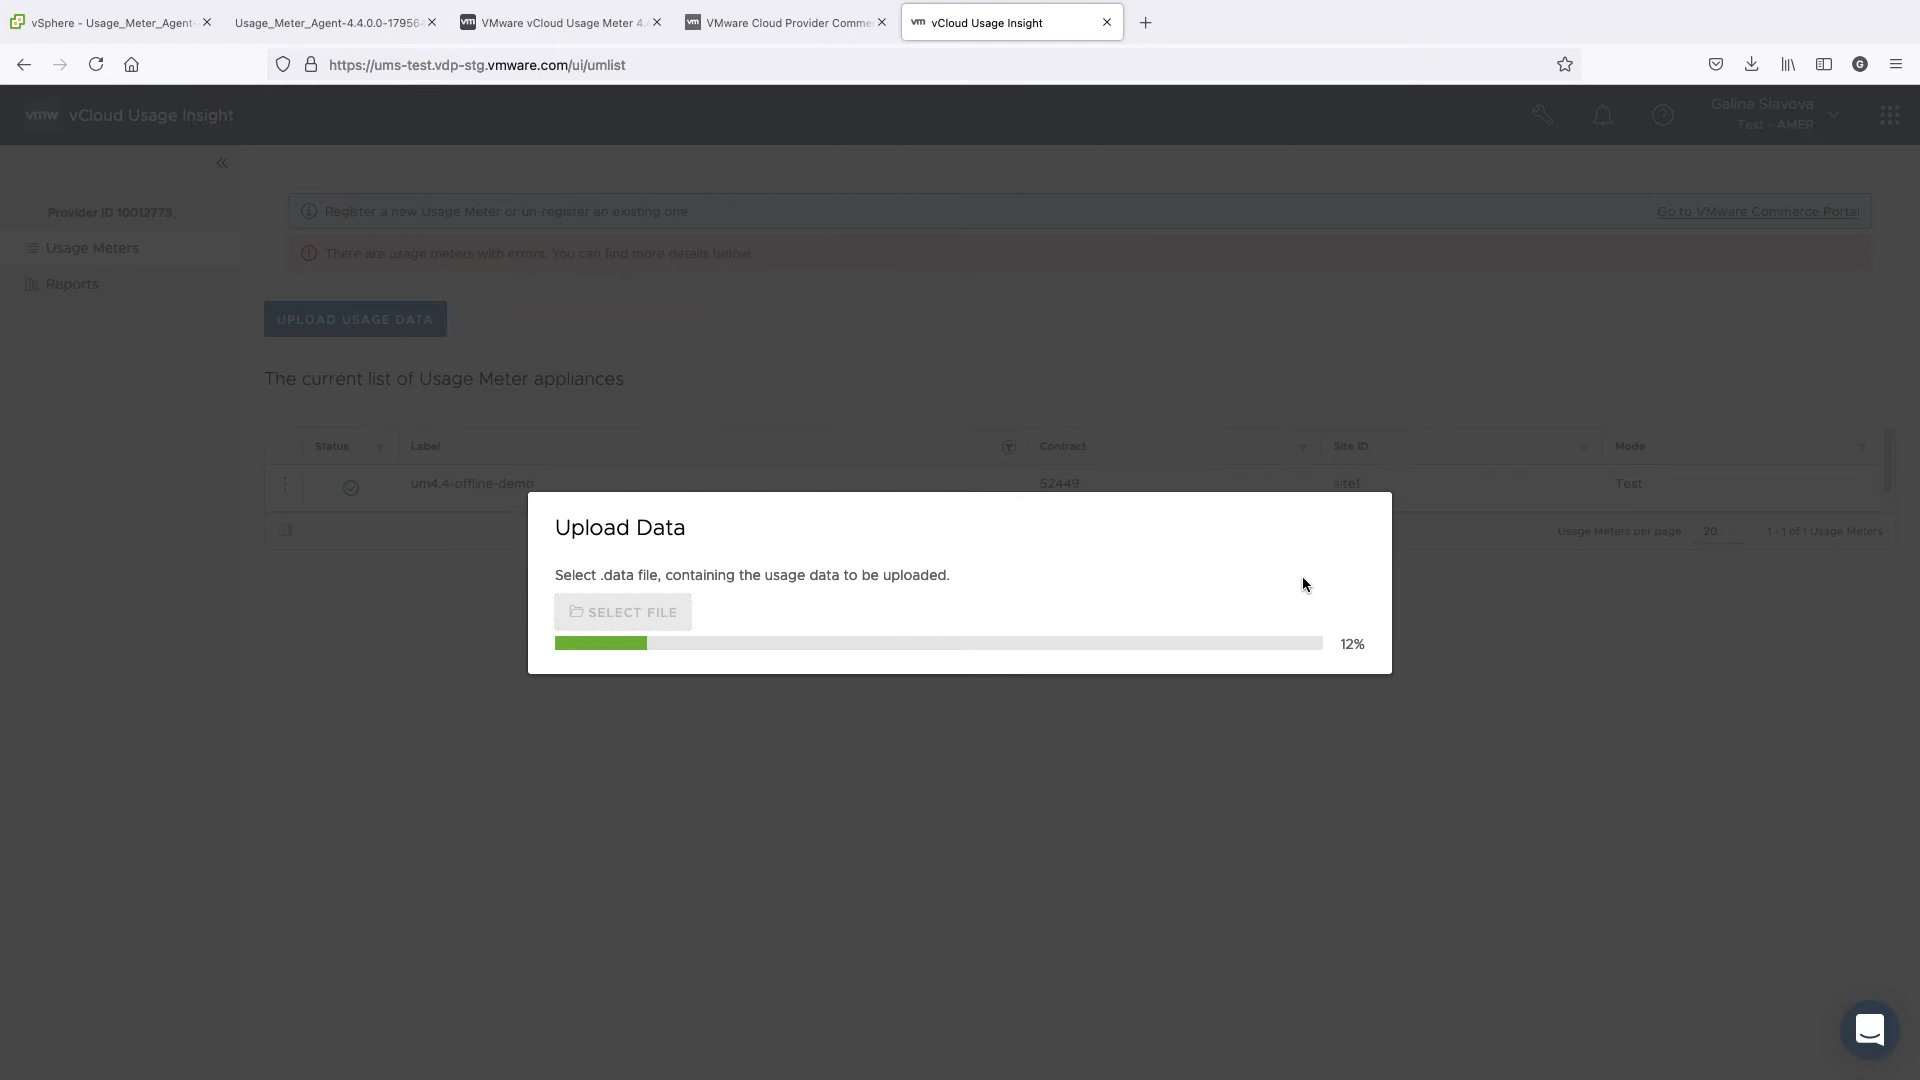 vSphere - Usage_Meter_Agent-
Usage_Meter_Agent-4.4.0.0-179564
vm VMware vCloud Usage Meter 4.
vm VMware Cloud Provider Comme
vm vCloud Usage Insight
https://ums-test.vdp-stg.vmware.com/ui/umlist
G
vmw vCloud Usage Insight
Galina Slavova
Test - AMER
Provider ID 10012773
Usage Meters
Reports
Register a new Usage Meter or un-register an existing one
Go to VMware Commerce Portal
There are usage meters with errors. You can find more details below
UPLOAD USAGE DATA
The current list of Usage Meter appliances
Status Label Contract Site ID Mode
um4.4-offline-demo 52449 site1 Test
Usage Meters per page 20 1 - 1 of 1 Usage Meters
Upload Data
Select .data file, containing the usage data to be uploaded.
SELECT FILE
12%